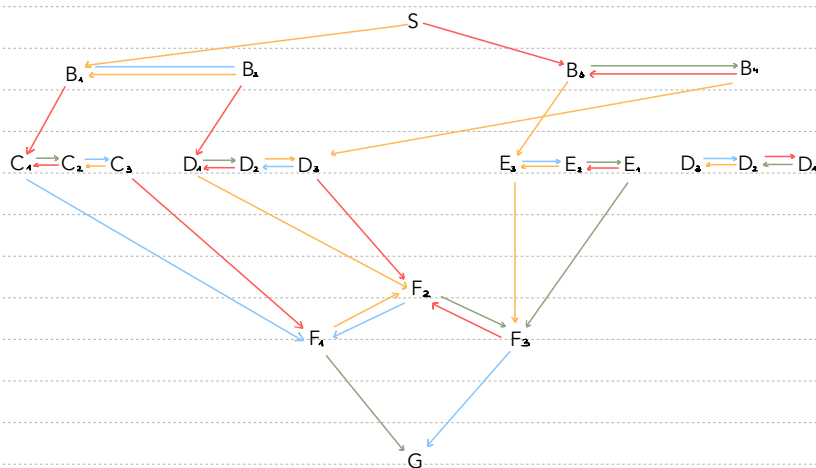 S
B₁ B₂ B₃ B₄
C₁ C₂ C₃ D₁ D₂ D₃ E₃ E₂ E₁ D₃ D₂ D₁
F₂
F₁ F₃
G